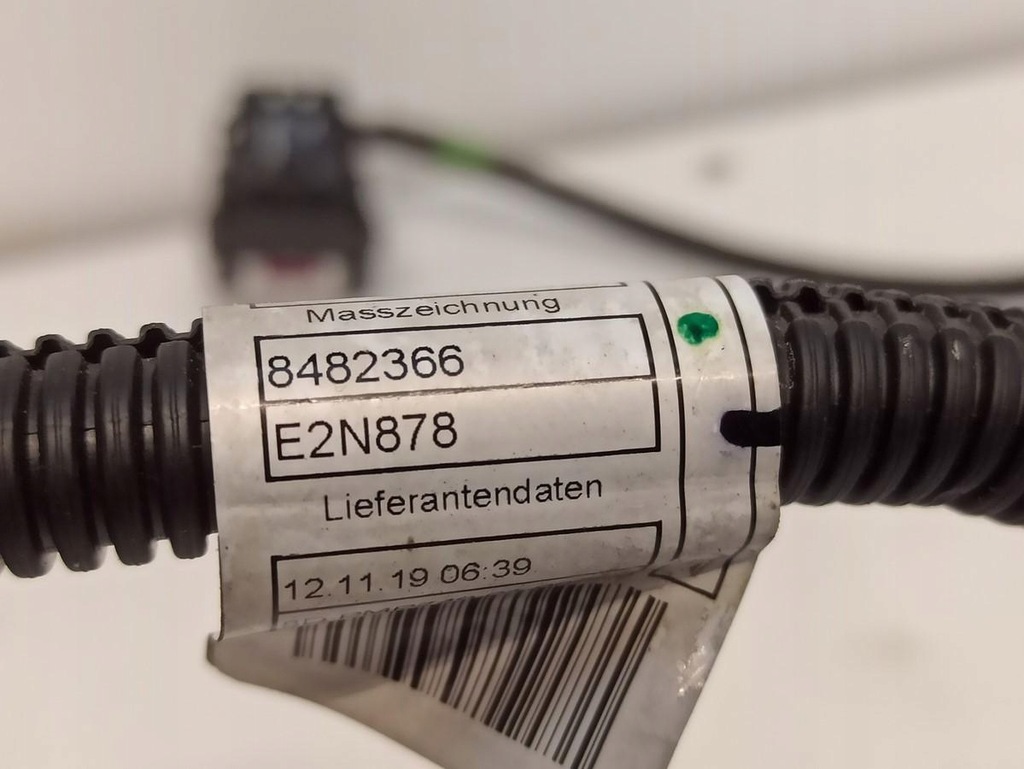 Masszeichnung
8482366
E2N878
Lieferantendaten
12.11.19 06:39